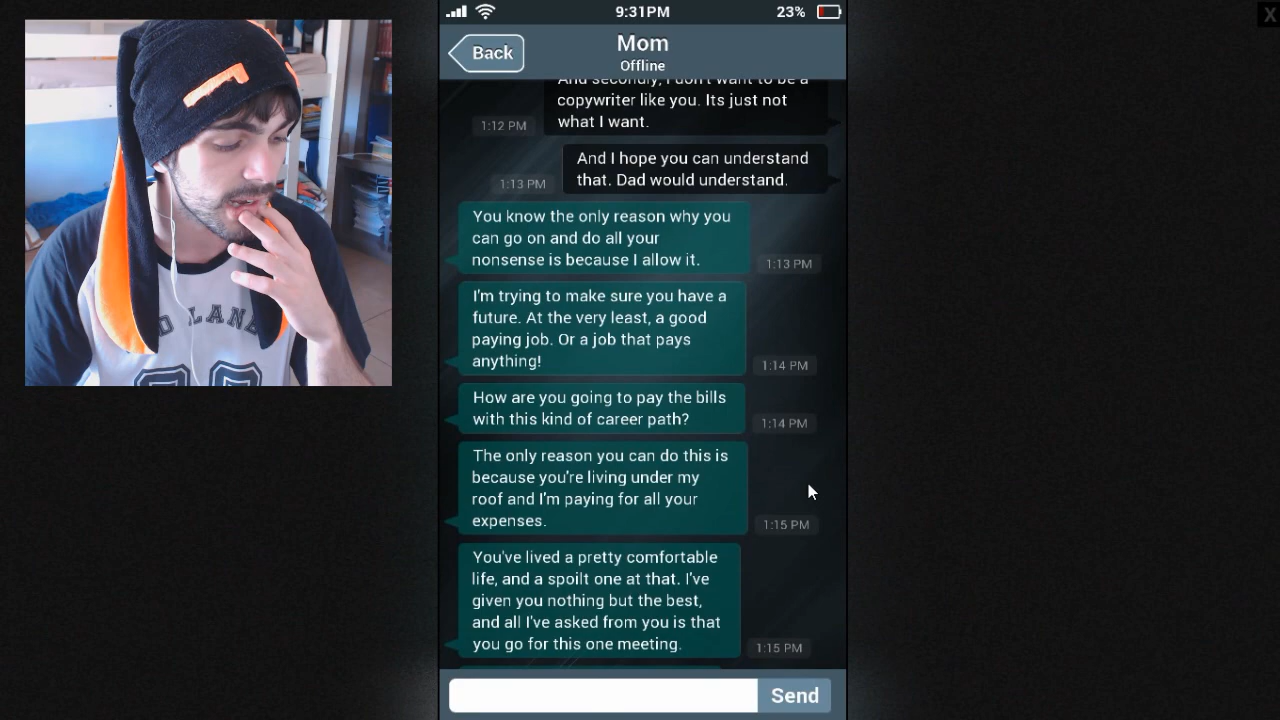 9:31PM
23%
X
Back
Mom
Offline
And secondly, I don't want to be a
copywriter like you. Its just not
what I want.
1:12 PM
And I hope you can understand
that. Dad would understand.
1:13 PM
You know the only reason why you
can go on and do all your
nonsense is because I allow it.
1:13 PM
I'm trying to make sure you have a
future. At the very least, a good
paying job. Or a job that pays
anything!
1:14 PM
How are you going to pay the bills
with this kind of career path?
1:14 PM
The only reason you can do this is
because you're living under my
roof and I'm paying for all your
expenses.
1:15 PM
You've lived a pretty comfortable
life, and a spoilt one at that. I've
given you nothing but the best,
and all I've asked from you is that
you go for this one meeting.
1:15 PM
Send